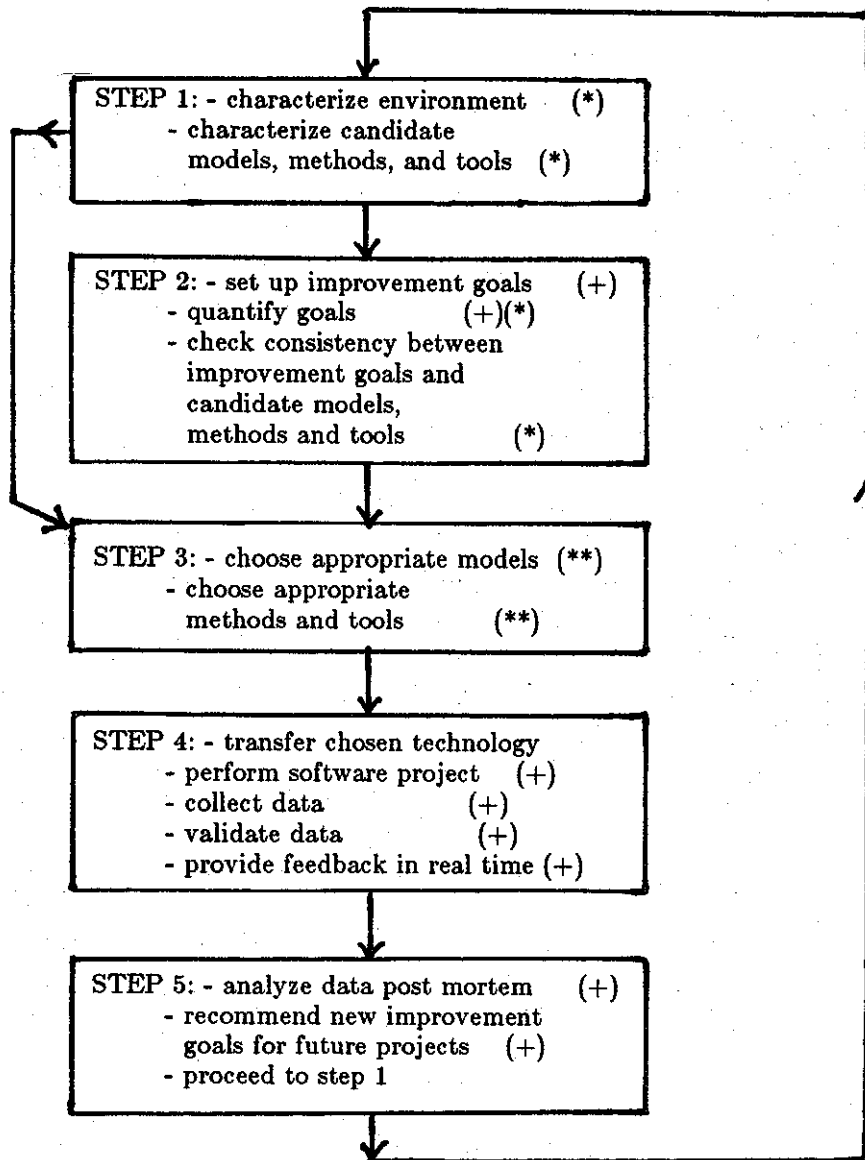 STEP 1: - characterize environment (*)
- characterize candidate
models, methods, and tools (*)
STEP 2: - set up improvement goals (+)
- quantify goals (+)(*)
- check consistency between
improvement goals and
candidate models,
methods and tools (*)
STEP 3: - choose appropriate models (**)
- choose appropriate
methods and tools (**)
STEP 4: - transfer chosen technology
- perform software project (+)
- collect data (+)
- validate data (+)
- provide feedback in real time (+)
STEP 5: - analyze data post mortem (+)
- recommend new improvement
goals for future projects (+)
- proceed to step 1